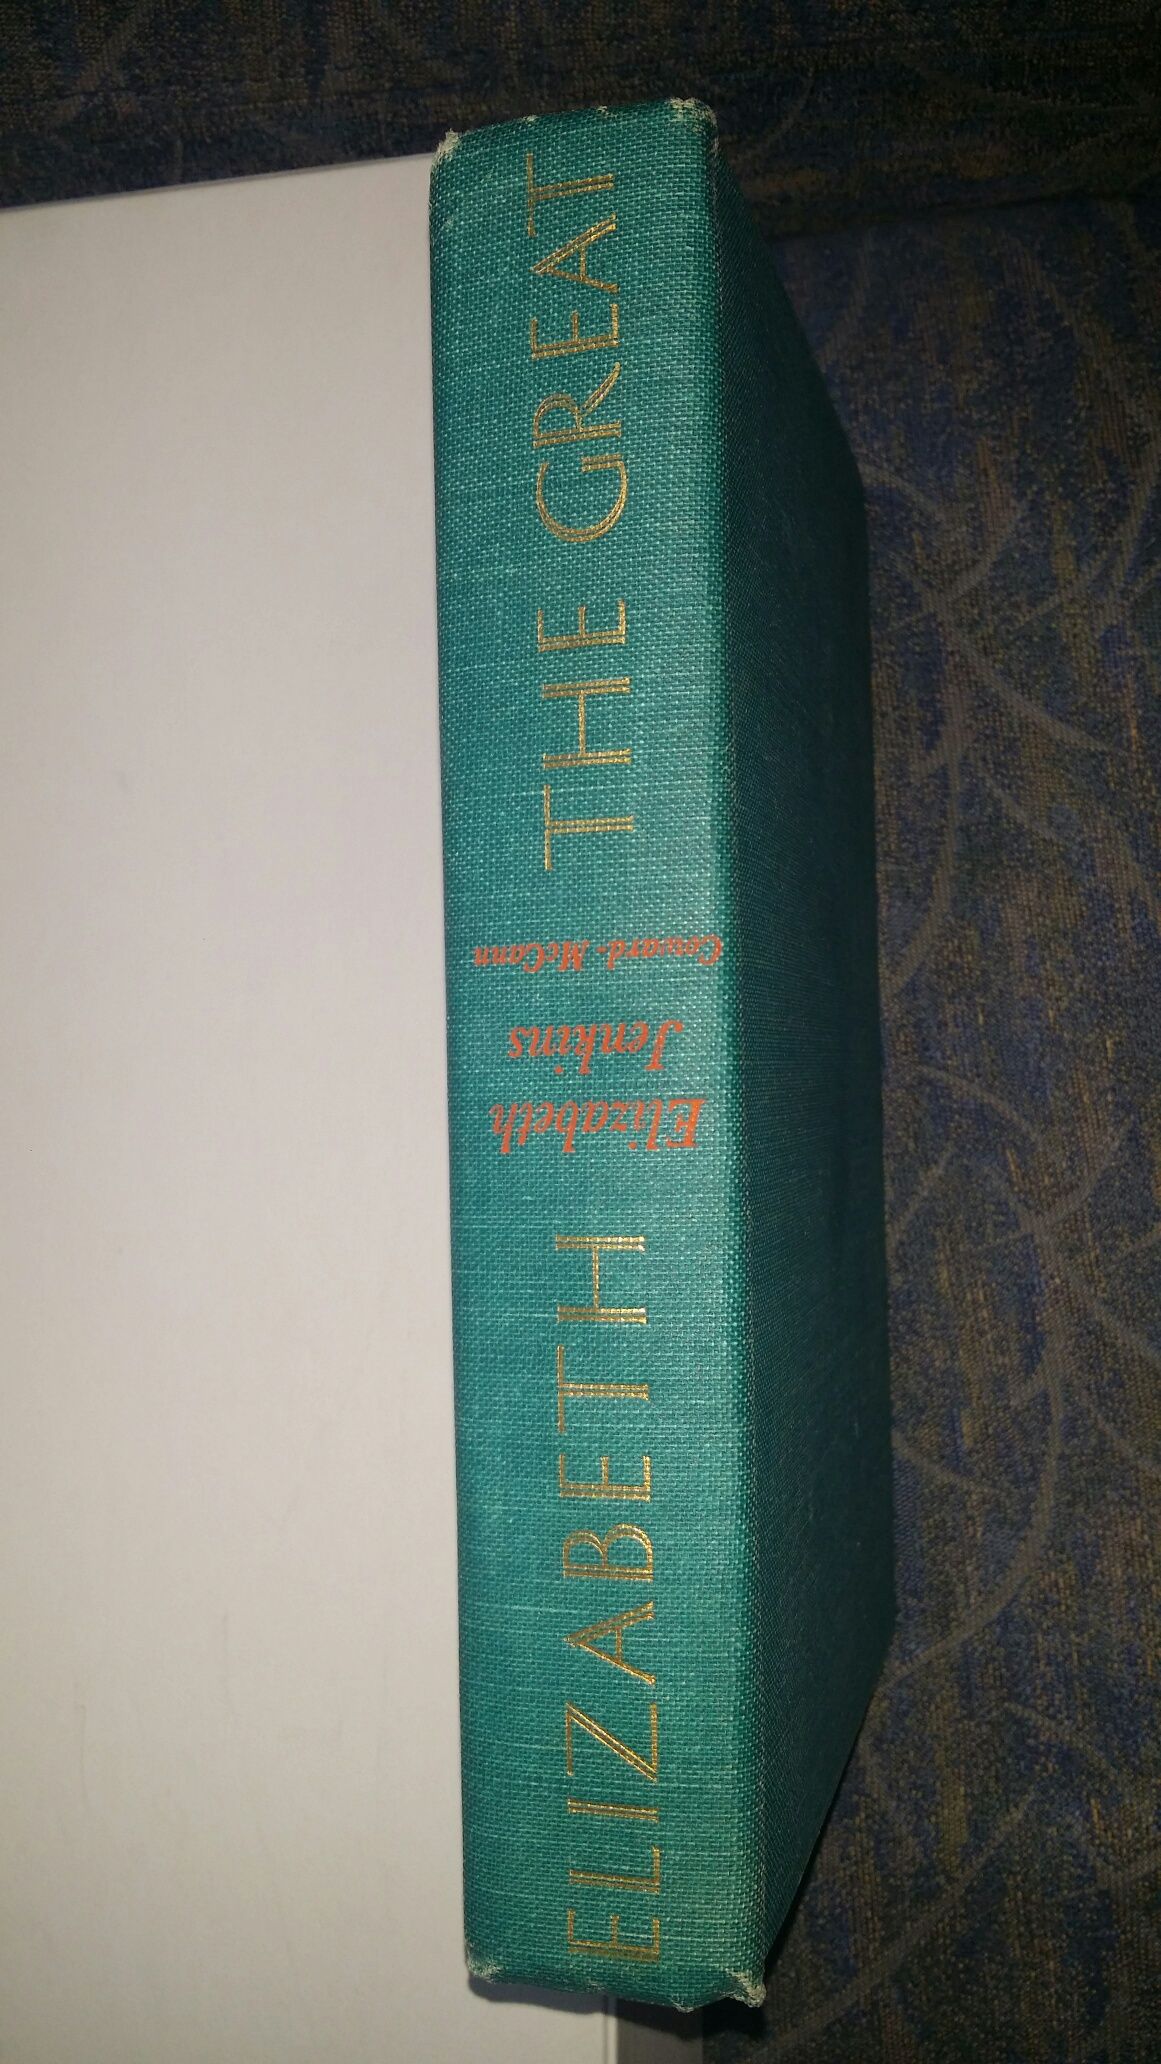 ELIZABETH THE GREAT
Elizabeth
Jenkins
Coward-McCann